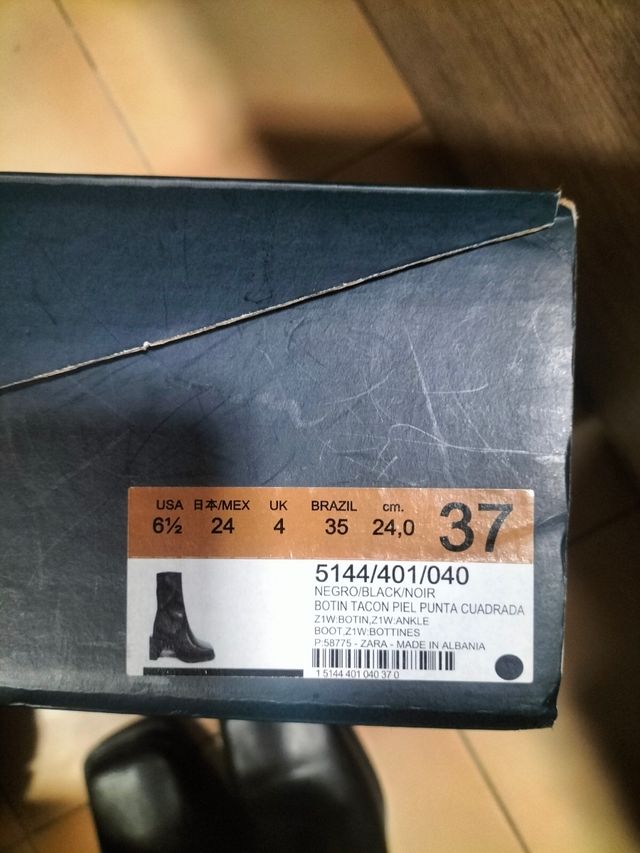 USA 日本/MEX UK BRAZIL cm.
6½ 24 4 35 24,0 37
5144/401/040
NEGRO/BLACK/NOIR
BOTIN TACON PIEL PUNTA CUADRADA
Z1W:BOTIN,Z1W:ANKLE
BOOT,Z1W:BOTTINES
P:58775 - ZARA - MADE IN ALBANIA
1 5144 401 040 37 0